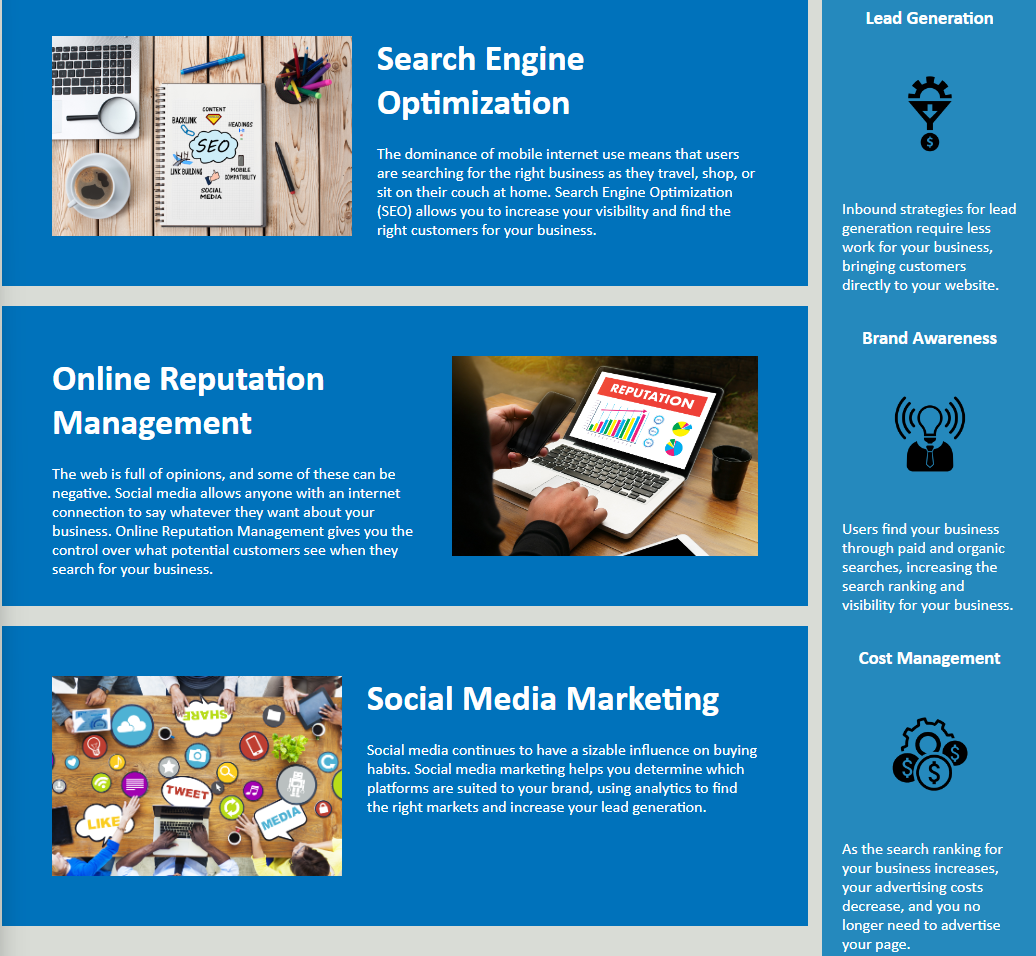 Search Engine
Optimization
CONTENT
BACKLINK
HEADINGS
SEO
LINK BUILDING
MOBILE
COMPATIBILITY
SOCIAL
MEDIA
The dominance of mobile internet use means that users
are searching for the right business as they travel, shop, or
sit on their couch at home. Search Engine Optimization
(SEO) allows you to increase your visibility and find the
right customers for your business.
Online Reputation
Management
The web is full of opinions, and some of these can be
negative. Social media allows anyone with an internet
connection to say whatever they want about your
business. Online Reputation Management gives you the
control over what potential customers see when they
search for your business.
REPUTATION
Social Media Marketing
Social media continues to have a sizable influence on buying
habits. Social media marketing helps you determine which
platforms are suited to your brand, using analytics to find
the right markets and increase your lead generation.
SHARE
TWEET
LIKE
MEDIA
Lead Generation
$
Inbound strategies for lead
generation require less
work for your business,
bringing customers
directly to your website.
Brand Awareness
Users find your business
through paid and organic
searches, increasing the
search ranking and
visibility for your business.
Cost Management
$
$
$
As the search ranking for
your business increases,
your advertising costs
decrease, and you no
longer need to advertise
your page.